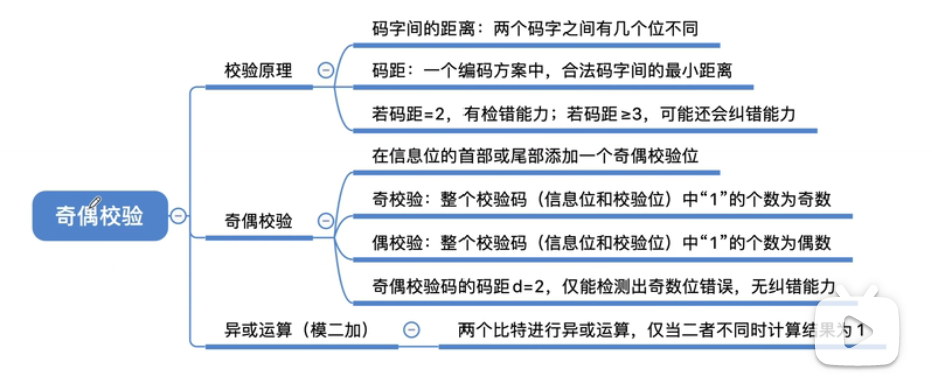 码字间的距离：两个码字之间有几个位不同
校验原理
码距：一个编码方案中，合法码字间的最小距离
若码距=2，有检错能力；若码距≥3，可能还会纠错能力
在信息位的首部或尾部添加一个奇偶校验位
奇校验：整个校验码（信息位和校验位）中“1”的个数为奇数
奇偶校验
奇偶校验
偶校验：整个校验码（信息位和校验位）中“1”的个数为偶数
奇偶校验码的码距d=2，仅能检测出奇数位错误，无纠错能力
异或运算（模二加）
两个比特进行异或运算，仅当二者不同时计算结果为1